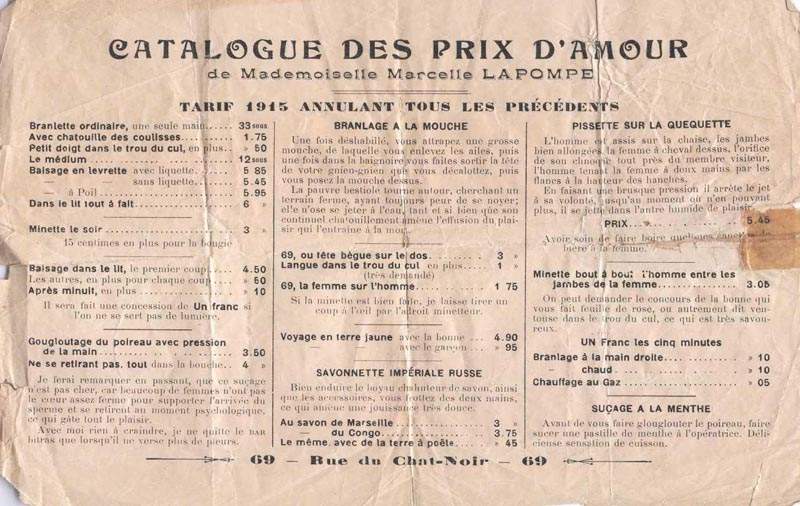 CATALOGUE DES PRIX D'AMOUR
de Mademoiselle Marcelle LAPOMPE
TARIF 1915 ANNULANT TOUS LES PRÉCÉDENTS
Branlette ordinaire, une seule main..... 33 sous
Avec chatouille des coulisses.......... 1.75
Petit doigt dans le trou du cul, en plus.. » 50
Le médium.................... 12 sous
Baisage en levrette avec liquette..... 5 85
— — sans liquette..... 5.45
— à Poil................ 5.95
Dans le lit tout à fait............ 6 »
Minette le soir.................. 3 »
15 centimes en plus pour la bougie
Baisage dans le lit, le premier coup... 4.50
Les autres, en plus pour chaque coup... » 50
Après minuit, en plus............. » 10
Il sera fait une concession de Un franc si
l'on ne se sert pas de lumière.
Gougloutage du poireau avec pression
de la main.................... 3.50
Ne se retirant pas, tout dans la bouche.. 4 »
Je ferai remarquer en passant, que ce suçage
n'est pas cher, car beaucoup de femmes n'ont pas
le cœur assez ferme pour supporter l'arrivée du
sperme et se retirent au moment psychologique,
ce qui gâte tout le plaisir.
Avec moi rien à craindre, je ne quitte le BAR
bitras que lorsqu'il ne verse plus de pleurs.
BRANLAGE A LA MOUCHE
Une fois déshabillé, vous attrapez une grosse
mouche, de laquelle vous enlevez les ailes, puis
une fois dans la baignoire vous faites sortir la tête
de votre gnien-gnien que vous décalottez, puis
vous posez la mouche dessus.
La pauvre bestiole tourne autour, cherchant un
terrain ferme, ayant toujours peur de se noyer;
elle n'ose se jeter à l'eau, tant et si bien que son
continuel chatouillement amène l'effusion du plai-
sir qui l'entraîne à la mort.
69, ou tête bègue sur le dos....... 3 »
Langue dans le trou du cul en plus.... 1 »
(très demandé)
69, la femme sur l'homme......... 1 75
Si la minette est bien faite, je laisse tirer un
coup à l'œil par l'adroit minetteur.
Voyage en terre jaune avec la bonne ... 4.90
— avec le garçon... » 95
SAVONNETTE IMPÉRIALE RUSSE
Bien enduire le boyau chahuteur de savon, ainsi
que les accessoires, vous frottez des deux mains,
ce qui amène une jouissance très douce.
Au savon de Marseille............. 3 »
— du Congo................. 3.75
Le même, avec de la terre à poêle... » 45
PISSETTE SUR LA QUEQUETTE
L'homme est assis sur la chaise, les jambes
bien allongées la femme à cheval dessus, l'orifice
de son chnoque tout près du membre visiteur,
l'homme tenant la femme à deux mains par les
flancs à la hauteur des hanches.
En faisant une brusque pression il arrête le jet
à sa volonté, jusqu'au moment où n'en pouvant
plus, il se jette dans l'antre humide de plaisir.
PRIX........ 5.45
Avoir soin de faire boire quelques
à la femme.
Minette bout à bout l'homme entre les
jambes de la femme............. 3.05
On peut demander le concours de la bonne qui
vous fait feuille de rose, ou autrement dit ven-
touse dans le trou du cul, ce qui est très savou-
reux.
UN Franc les cinq minutes
Branlage à la main droite......... » 10
— chaud.......... » 10
Chauffage au Gaz................ » 05
SUÇAGE A LA MENTHE
Avant de vous faire glouglouter le poireau, faire
sucer une pastille de menthe à l'opératrice. Déli-
cieuse sensation de cuisson.
69 — Rue du Chat-Noir — 69